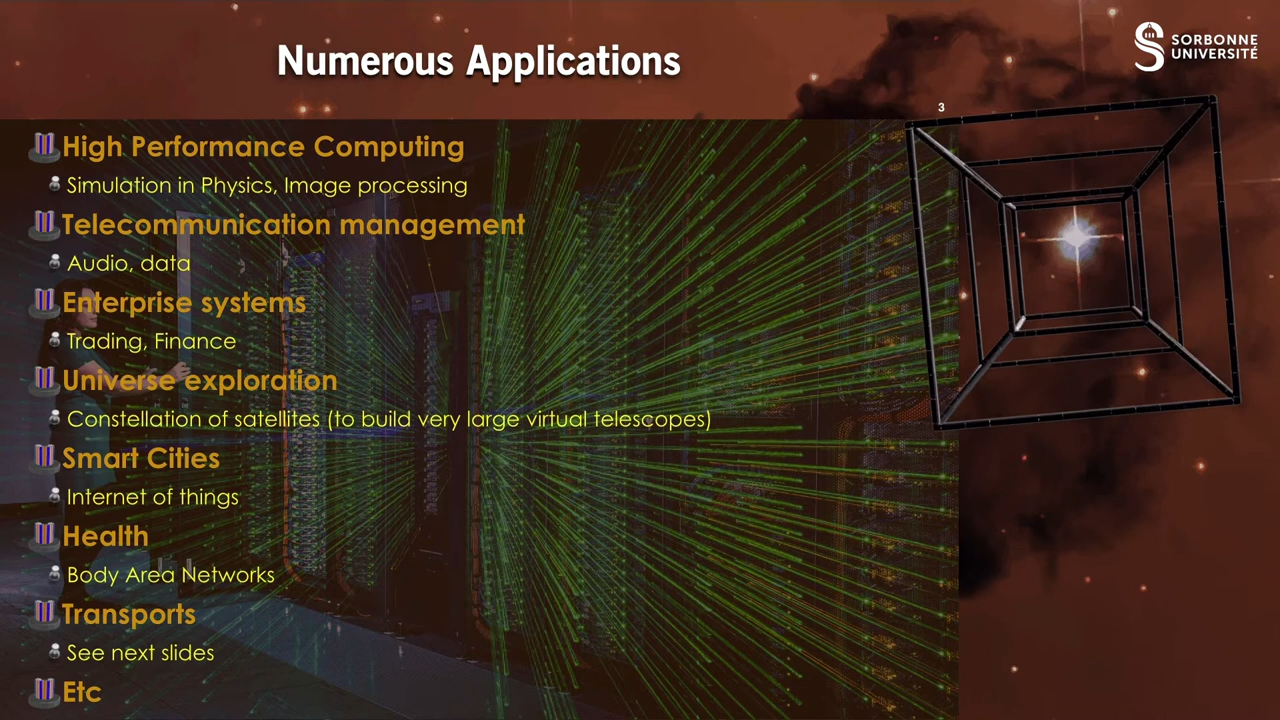 Numerous Applications
SORBONNE
UNIVERSITÉ
3
High Performance Computing
Simulation in Physics, Image processing
Telecommunication management
Audio, data
Enterprise systems
Trading, Finance
Universe exploration
Constellation of satellites (to build very large virtual telescopes)
Smart Cities
Internet of things
Health
Body Area Networks
Transports
See next slides
Etc